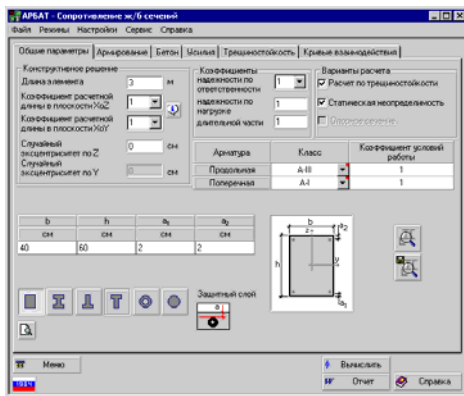 АРБАТ - Сопротивление ж/б сечений
Файл Режимы Настройки Сервис Справка
Общие параметры Армирование Бетон Усилия Трещиностойкость Кривые взаимодействия
Конструктивное решение
Длина элемента 3 м
Коэффициент расчетной
длины в плоскости XoZ 1
Коэффициент расчетной
длины в плоскости XoY 1
Случайный
эксцентриситет по Z 0 см
Случайный
эксцентриситет по Y 0 см
Коэффициенты
надежности по
ответственности 1
надежности по
нагрузке 1
длительной части 1
Варианты расчета
Расчет по трещиностойкости
Статическая неопределимость
Опорное сечение
Арматура Класс Коэффициент условий
работы
Продольная A-III 1
Поперечная A-I 1
b h a₁ a₂
см см см см
40 60 2 2
b
z
a₂
h
y
a₁
Защитный слой
a
Меню
Вычислить
Отчет
Справка